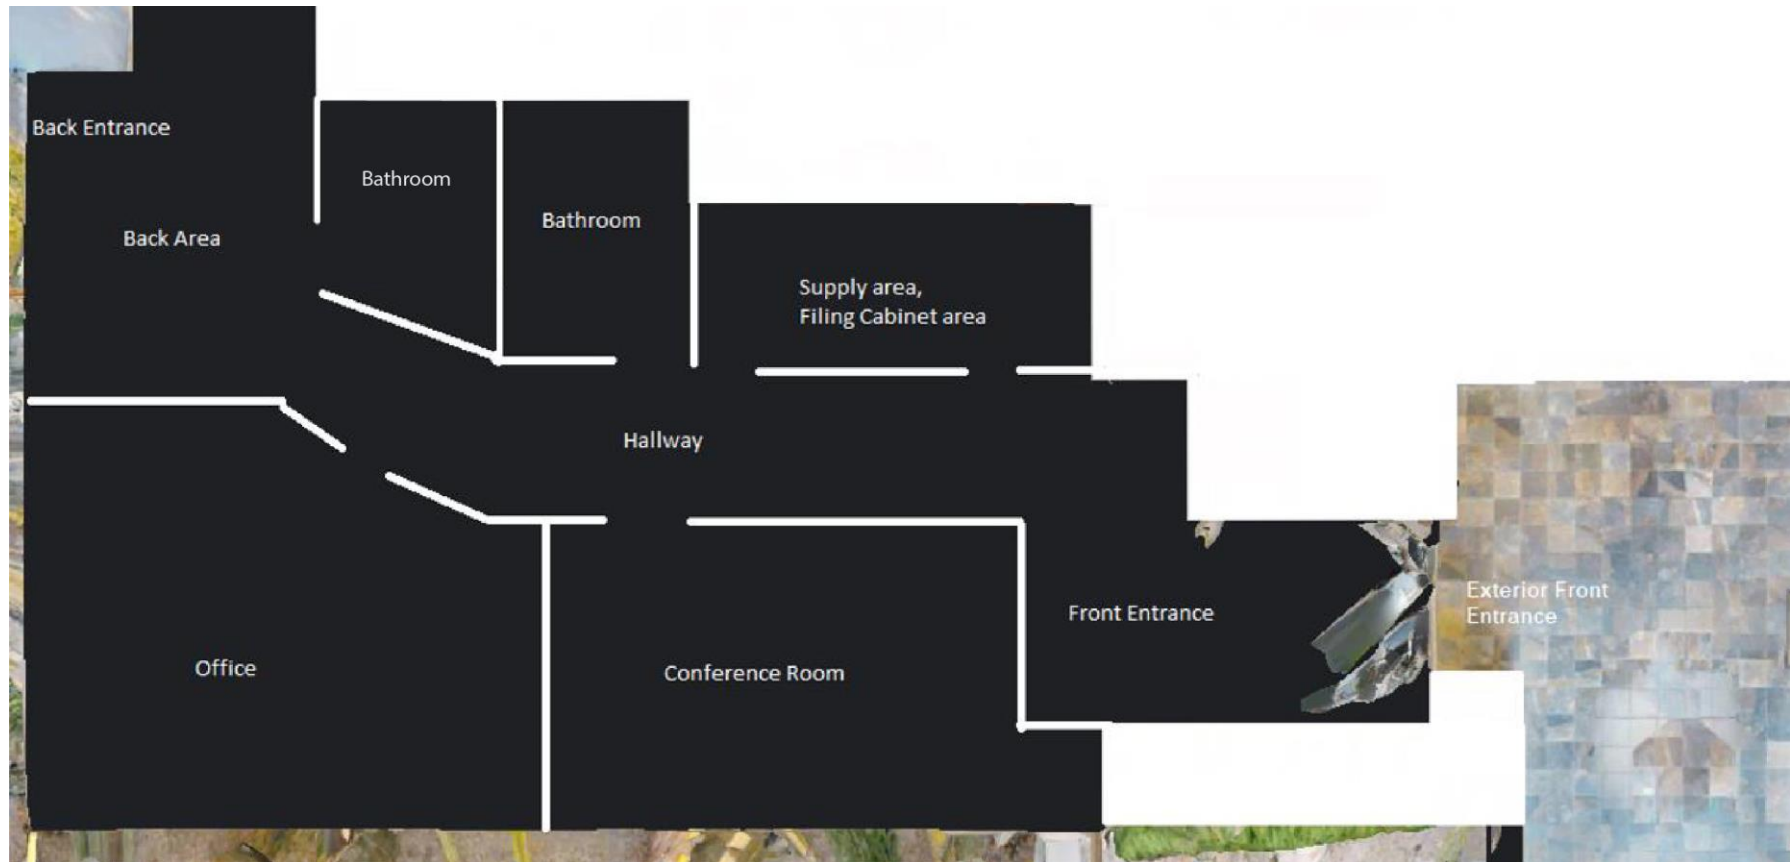 Back Entrance
Bathroom
Bathroom
Back Area
Supply area,
Filing Cabinet area
Hallway
Exterior Front
Entrance
Front Entrance
Office
Conference Room